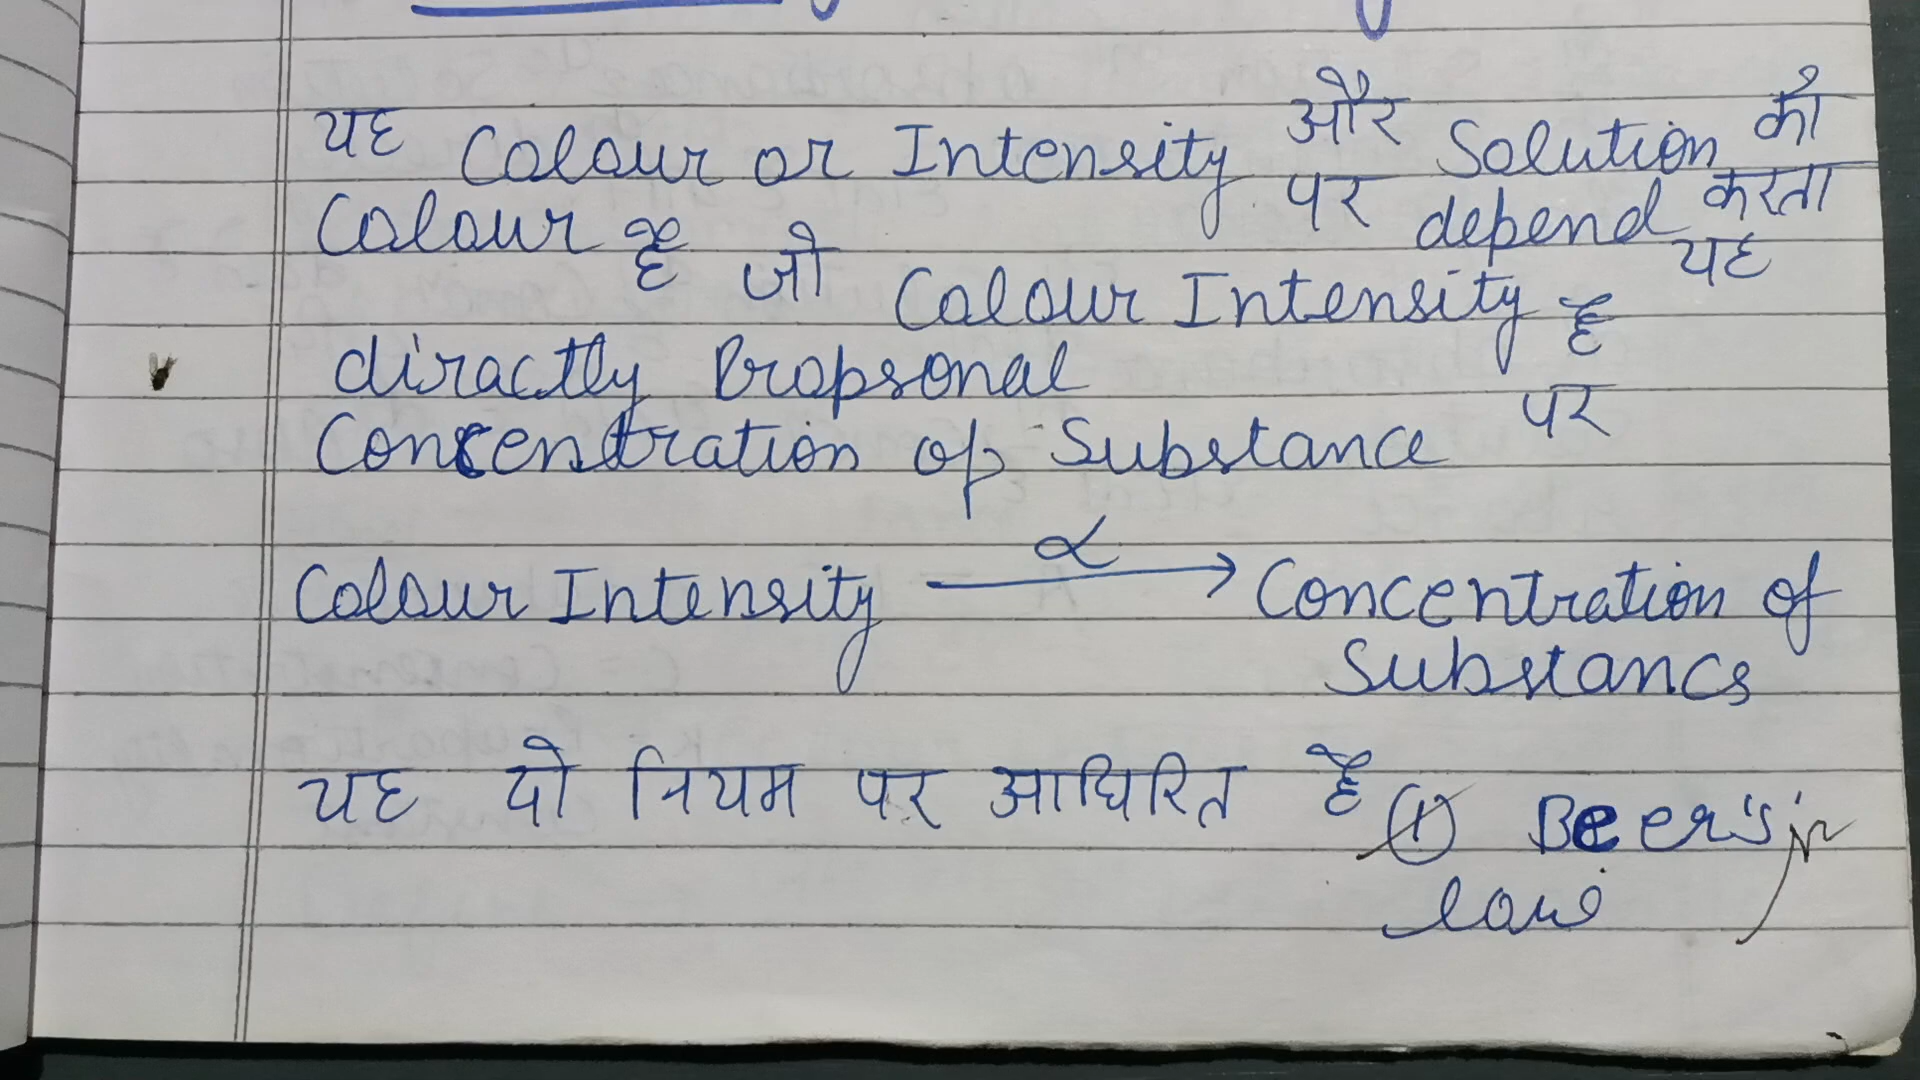 यह Colour or Intensity और Solution का
Colour पर depend करता
है जो Colour Intensity यह
diractly Propsonal है
Concentration of Substance पर
Colour Intensity ∝→ Concentration of
Substancs
यह दो नियम पर आधिरित है (1) Beer's
law